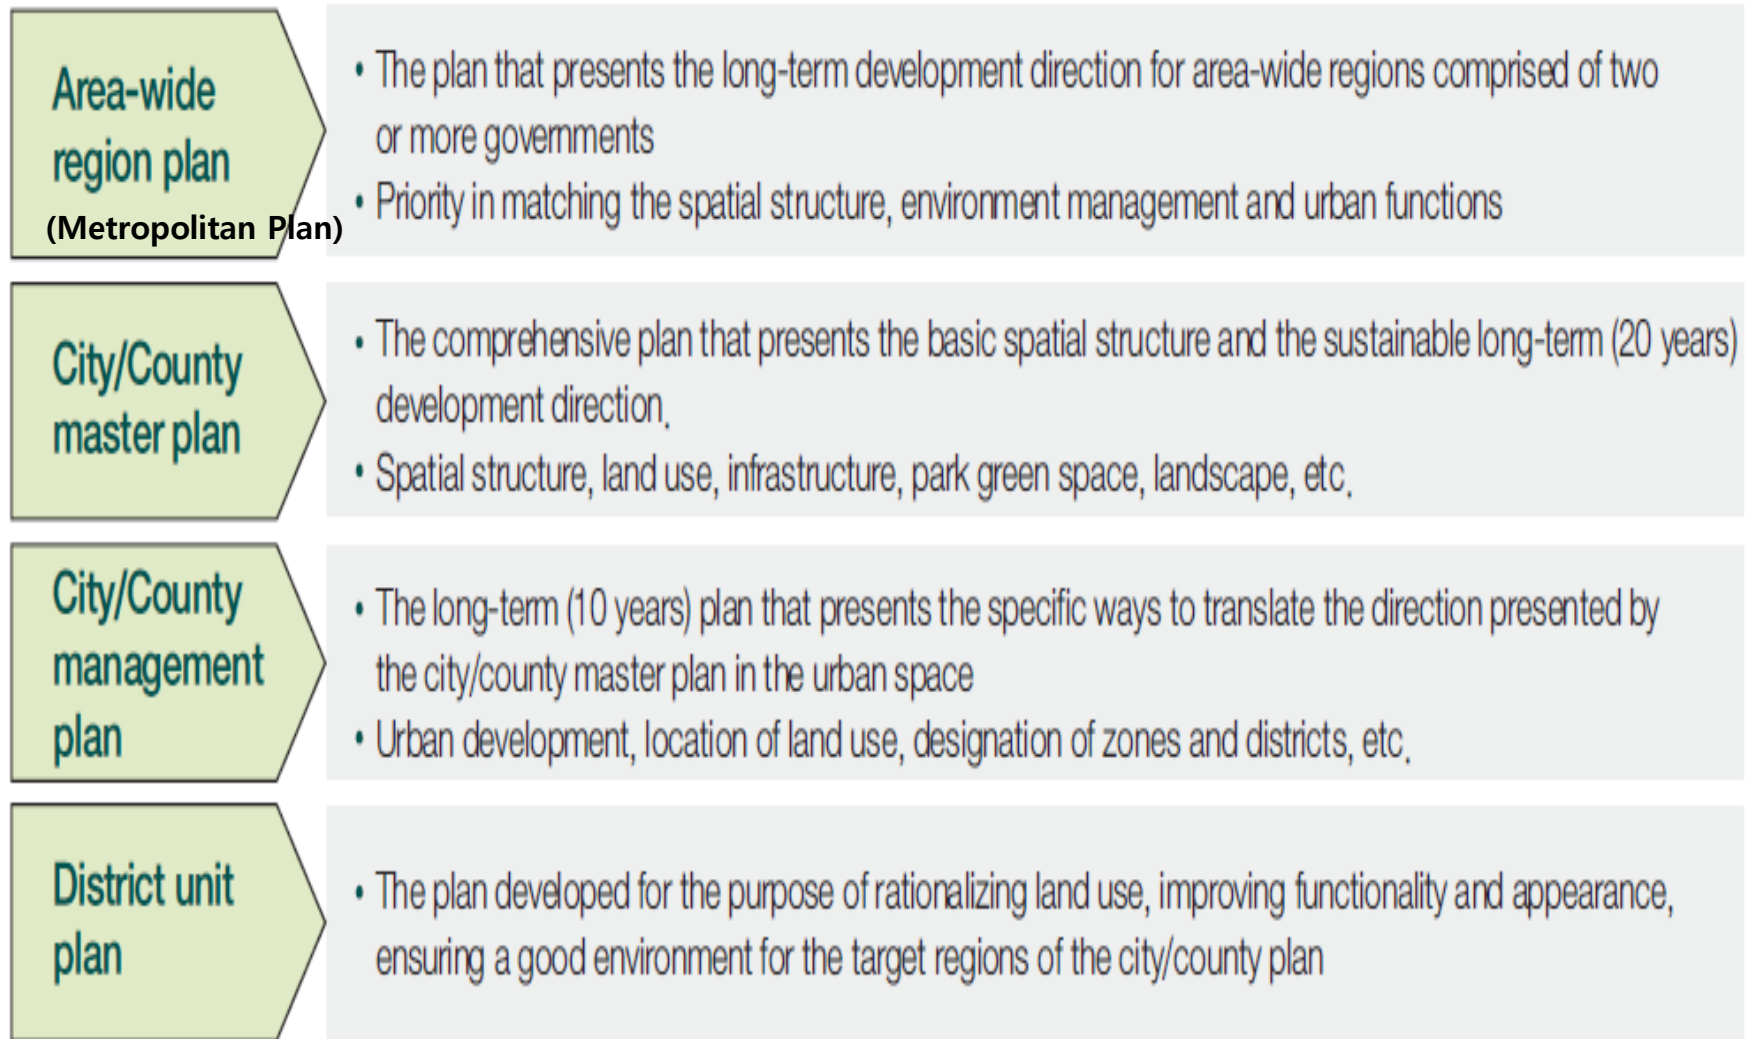 Area-wide
region plan
(Metropolitan Plan)
• The plan that presents the long-term development direction for area-wide regions comprised of two
or more governments
• Priority in matching the spatial structure, environment management and urban functions
City/County
master plan
• The comprehensive plan that presents the basic spatial structure and the sustainable long-term (20 years)
development direction.
• Spatial structure, land use, infrastructure, park green space, landscape, etc.
City/County
management
plan
• The long-term (10 years) plan that presents the specific ways to translate the direction presented by
the city/county master plan in the urban space
• Urban development, location of land use, designation of zones and districts, etc.
District unit
plan
• The plan developed for the purpose of rationalizing land use, improving functionality and appearance,
ensuring a good environment for the target regions of the city/county plan